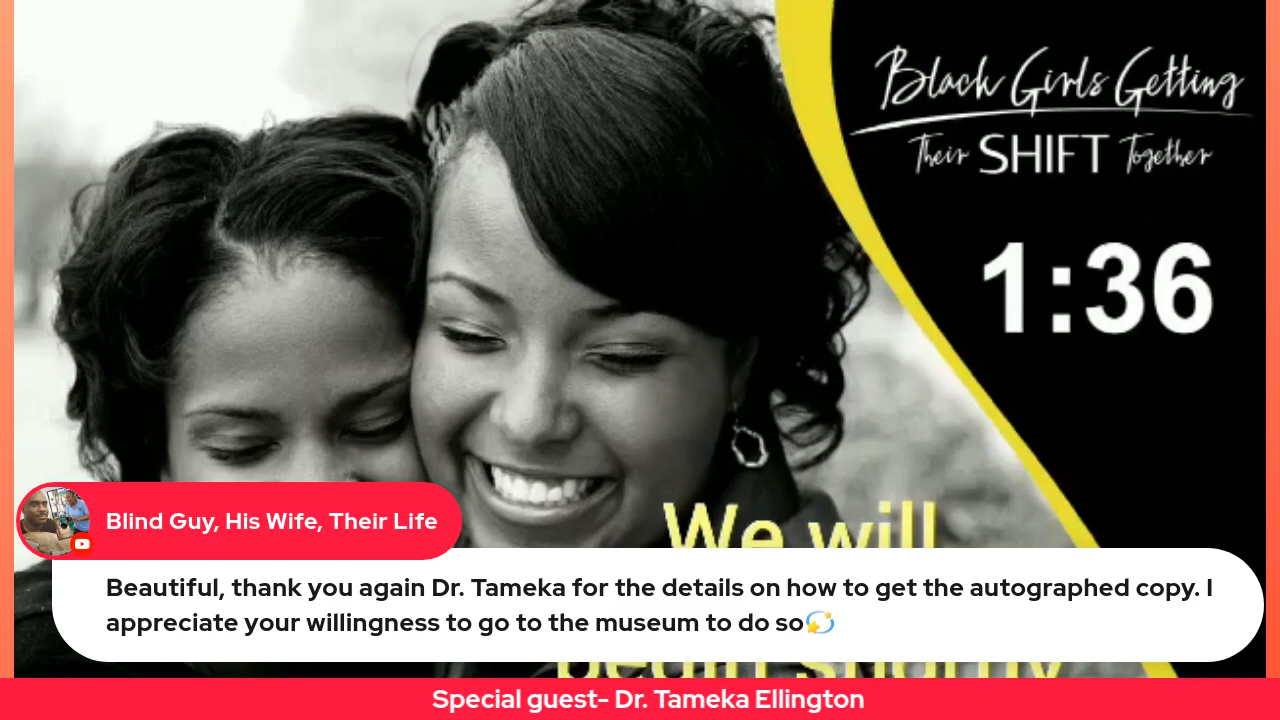 Black Girls Getting
Their SHIFT Together
1:36
We will
begin shortly
Blind Guy, His Wife, Their Life
Beautiful, thank you again Dr. Tameka for the details on how to get the autographed copy. I
appreciate your willingness to go to the museum to do so💫
Special guest- Dr. Tameka Ellington